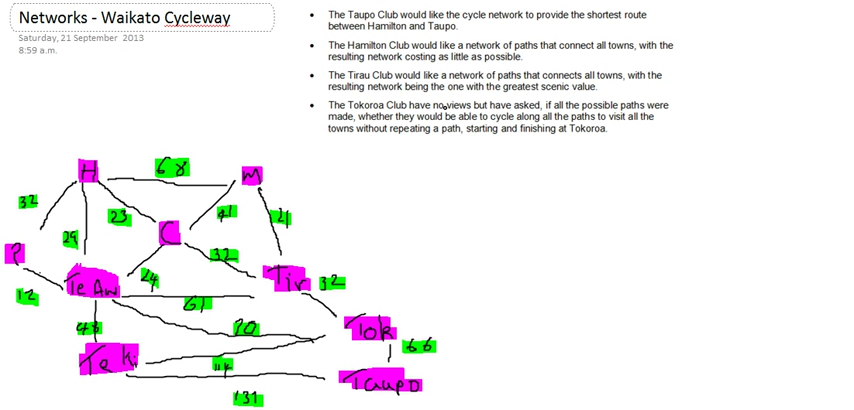 Networks - Waikato Cycleway
Saturday, 21 September 2013
8:59 a.m.
• The Taupo Club would like the cycle network to provide the shortest route
between Hamilton and Taupo.
• The Hamilton Club would like a network of paths that connect all towns, with the
resulting network costing as little as possible.
• The Tirau Club would like a network of paths that connects all towns, with the
resulting network being the one with the greatest scenic value.
• The Tokoroa Club have no views but have asked, if all the possible paths were
made, whether they would be able to cycle along all the paths to visit all the
towns without repeating a path, starting and finishing at Tokoroa.
H 68 M
32 23 41 21
29 C
P 24 32
12 Te Aw Tir 32
61
70 Tok
Te Ki 66
Taupo
131